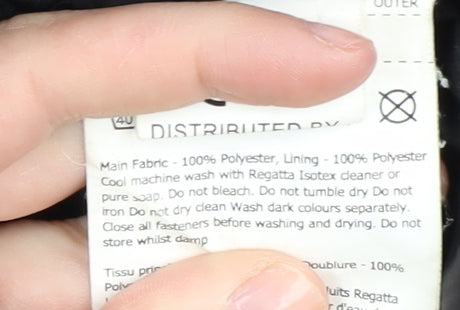 OUTER
40
DISTRIBUTED BY
Main Fabric - 100% Polyester, Lining - 100% Polyester
Cool machine wash with Regatta Isotex cleaner or
pure soap. Do not bleach. Do not tumble dry Do not
iron Do not dry clean Wash dark colours separately.
Close all fasteners before washing and drying. Do not
store whilst damp
Tissu Doublure - 100%
Regatta